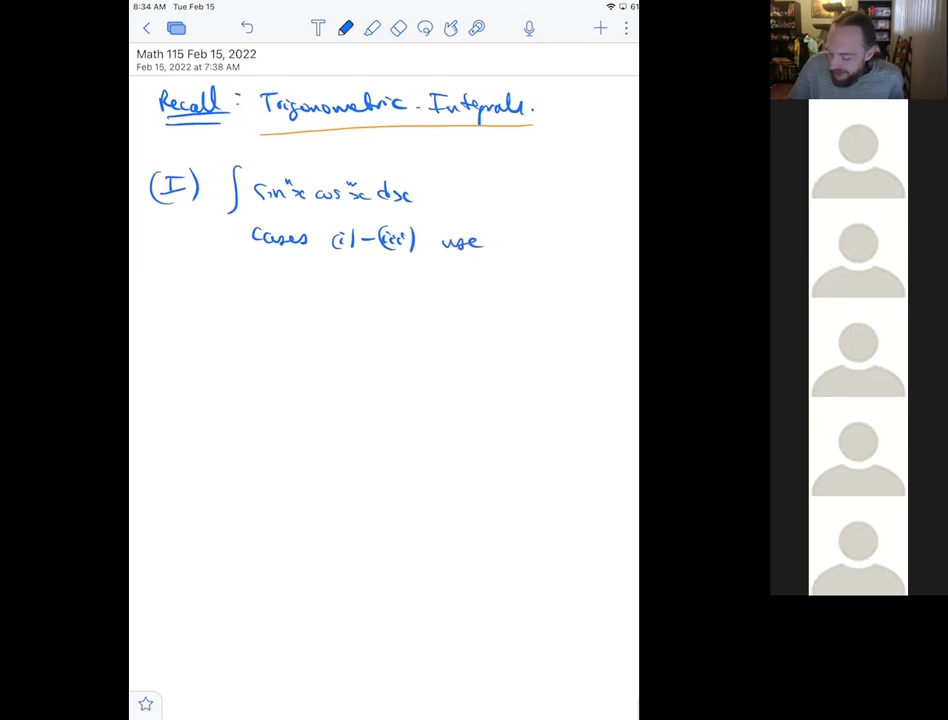 8:34 AM Tue Feb 15
61
Math 115 Feb 15, 2022
Feb 15, 2022 at 7:38 AM
Recall : Trigonometric Integrals.
(I) ∫ sinⁿx cosᵐx dx
cases (i) - (iii) use